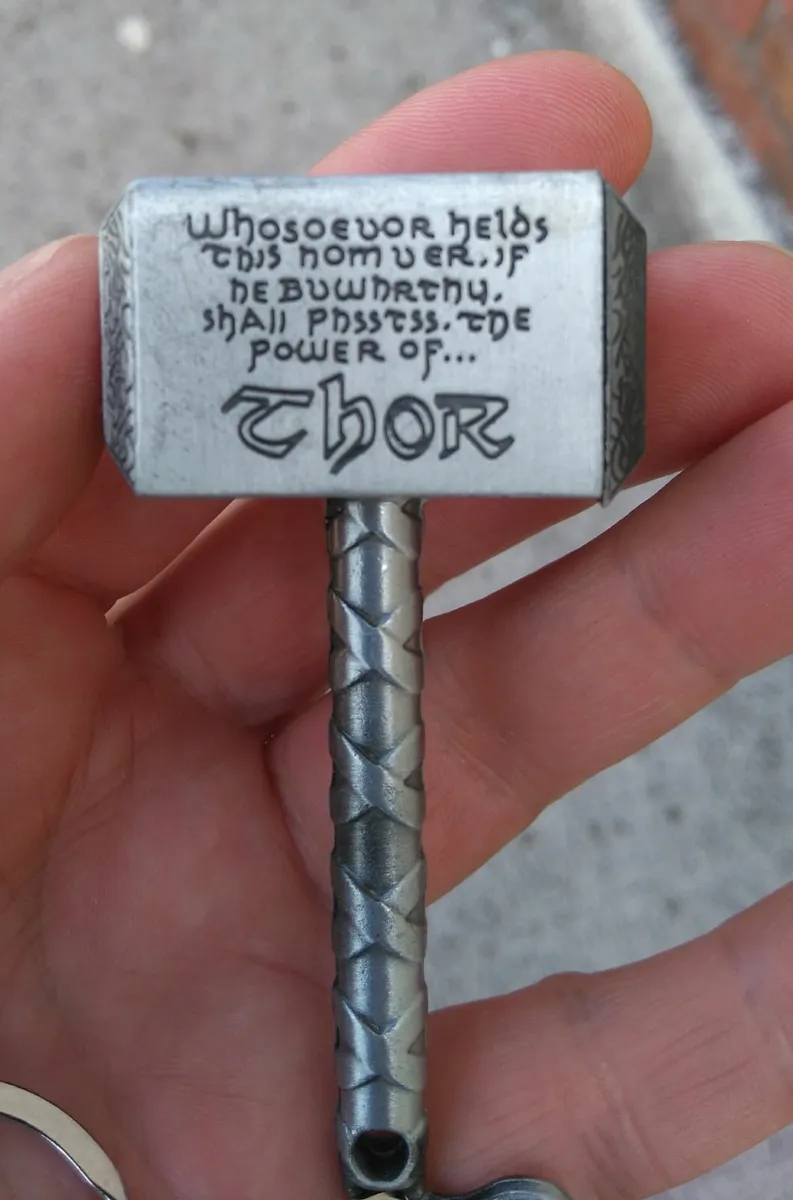 Whosoevor helds
this homver.if
he buwhrthy.
shall phsstss.the
power of...
Thor